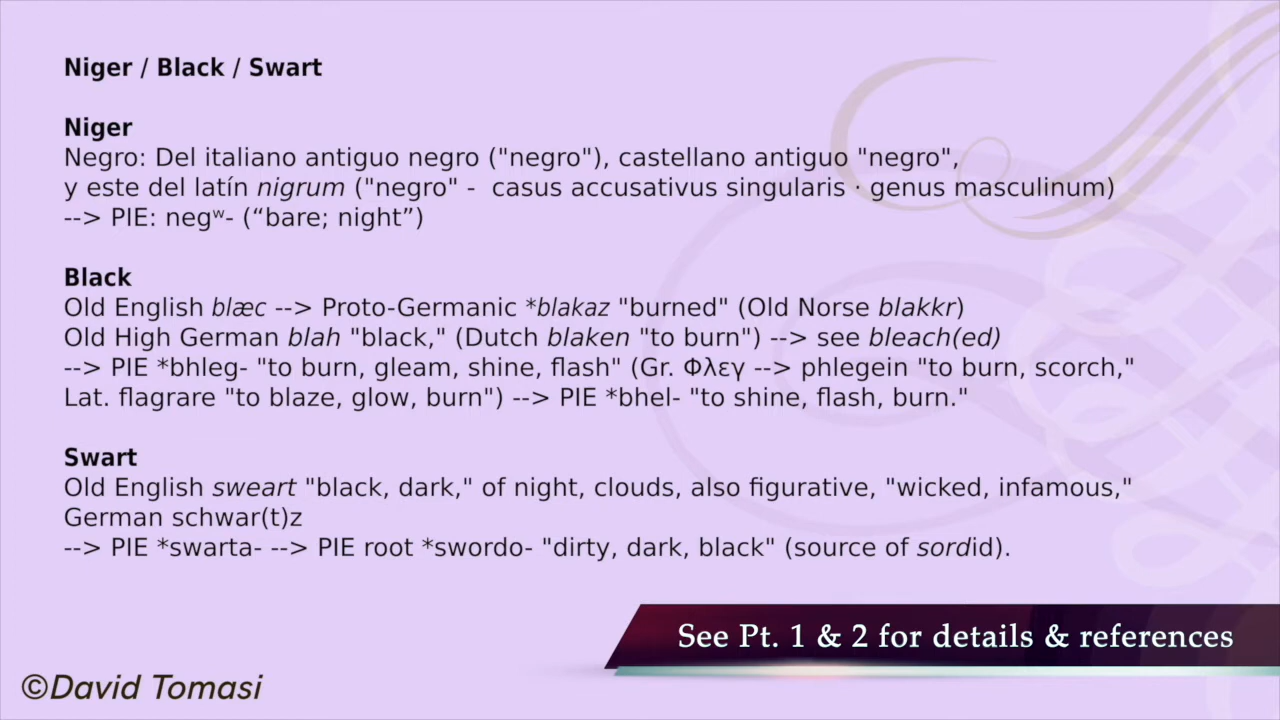 Niger / Black / Swart
Niger
Negro: Del italiano antiguo negro ("negro"), castellano antiguo "negro",
y este del latín nigrum ("negro" -  casus accusativus singularis · genus masculinum)
--> PIE: negʷ- (“bare; night”)
Black
Old English blæc --> Proto-Germanic *blakaz "burned" (Old Norse blakkr)
Old High German blah "black," (Dutch blaken "to burn") --> see bleach(ed)
--> PIE *bhleg- "to burn, gleam, shine, flash" (Gr. Φλεγ --> phlegein "to burn, scorch,"
Lat. flagrare "to blaze, glow, burn") --> PIE *bhel- "to shine, flash, burn."
Swart
Old English sweart "black, dark," of night, clouds, also figurative, "wicked, infamous,"
German schwar(t)z
--> PIE *swarta- --> PIE root *swordo- "dirty, dark, black" (source of sordid).
See Pt. 1 & 2 for details & references
©David Tomasi